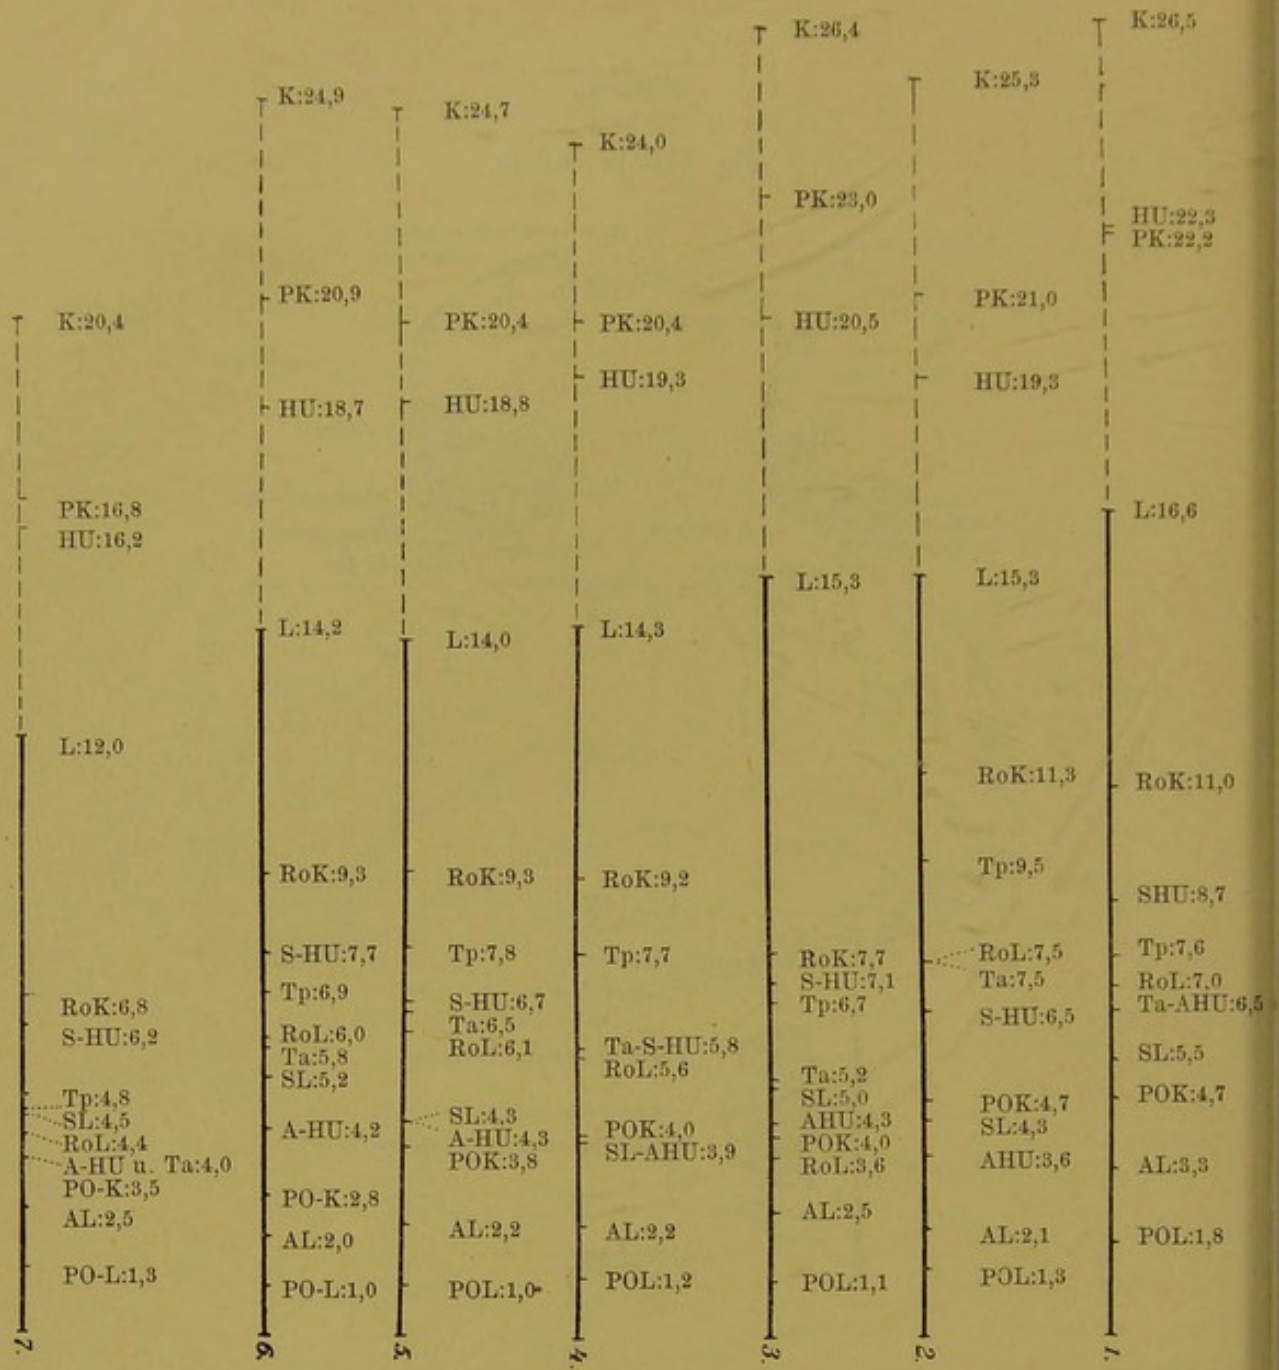 K:20,4
PK:16,8
HU:16,2
L:12,0
RoK:6,8
S-HU:6,2
Tp:4,8
SL:4,5
RoL:4,4
A-HU u. Ta:4,0
PO-K:3,5
AL:2,5
PO-L:1,3
7.
K:24,9
PK:20,9
HU:18,7
L:14,2
RoK:9,3
S-HU:7,7
Tp:6,9
RoL:6,0
Ta:5,8
SL:5,2
A-HU:4,2
PO-K:2,8
AL:2,0
PO-L:1,0
6.
K:24,7
PK:20,4
HU:18,8
L:14,0
RoK:9,3
Tp:7,8
S-HU:6,7
Ta:6,5
RoL:6,1
SL:4,3
A-HU:4,3
POK:3,8
AL:2,2
POL:1,0
5.
K:24,0
PK:20,4
HU:19,3
L:14,3
RoK:9,2
Tp:7,7
Ta-S-HU:5,8
RoL:5,6
POK:4,0
SL-AHU:3,9
AL:2,2
POL:1,2
4.
K:26,4
PK:23,0
HU:20,5
L:15,3
RoK:7,7
S-HU:7,1
Tp:6,7
Ta:5,2
SL:5,0
AHU:4,3
POK:4,0
RoL:3,6
AL:2,5
POL:1,1
3.
K:25,3
PK:21,0
HU:19,3
L:15,3
RoK:11,3
Tp:9,5
RoL:7,5
Ta:7,5
S-HU:6,5
POK:4,7
SL:4,3
AHU:3,6
AL:2,1
POL:1,3
2.
K:26,5
HU:22,3
PK:22,2
L:16,6
RoK:11,0
SHU:8,7
Tp:7,6
RoL:7,0
Ta-AHU:6,5
SL:5,5
POK:4,7
AL:3,3
POL:1,8
1.